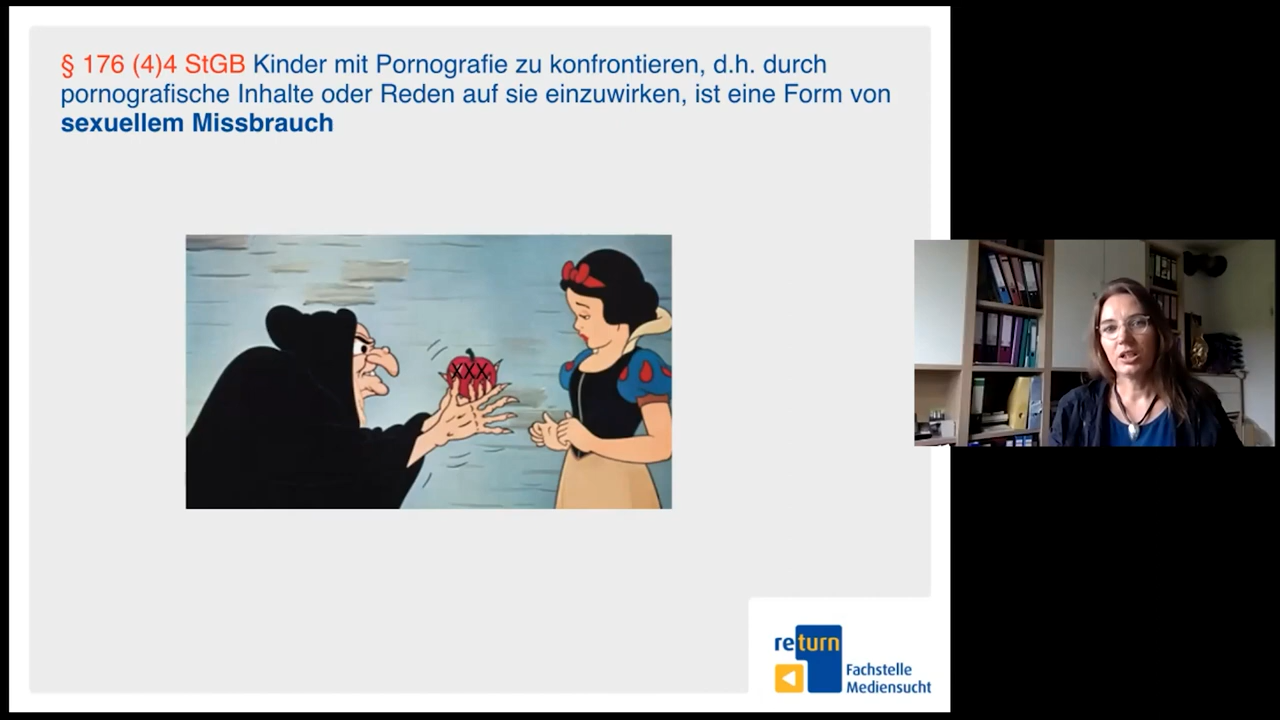 § 176 (4)4 StGB Kinder mit Pornografie zu konfrontieren, d.h. durch
pornografische Inhalte oder Reden auf sie einzuwirken, ist eine Form von
sexuellem Missbrauch
XXX
return
Fachstelle
Mediensucht